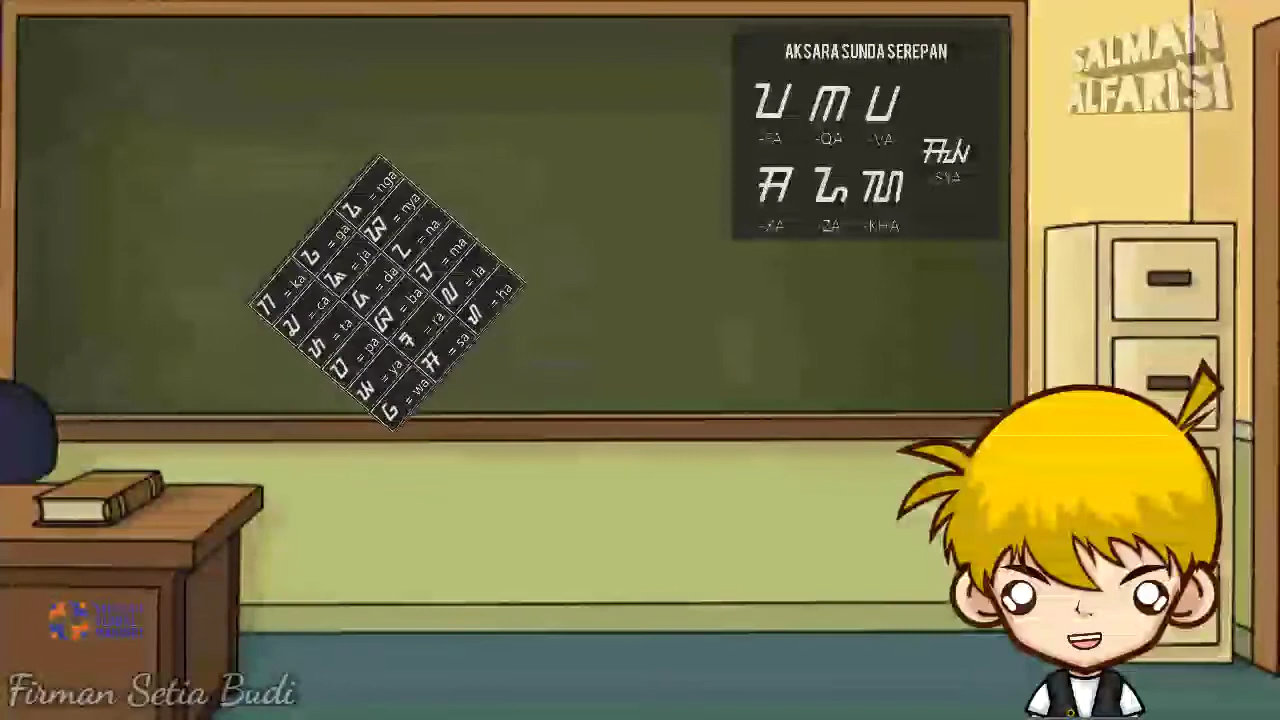 AKSARA SUNDA SEREPAN
ᮖ ᮋ ᮗ
-FA -QA -VA
ᮟ ᮐ ᮮ
-XA -ZA -KHA
ᮯ
-SYA
SALMAN
ALFARISI
ᮊ = ka ᮌ = ga ᮍ = nga
ᮎ = ca ᮏ = ja ᮑ = nya
ᮒ = ta ᮓ = da ᮔ = na
ᮕ = pa ᮘ = ba ᮙ = ma
ᮚ = ya ᮛ = ra ᮜ = la
ᮝ = wa ᮞ = sa ᮠ = ha
Firman Setia Budi